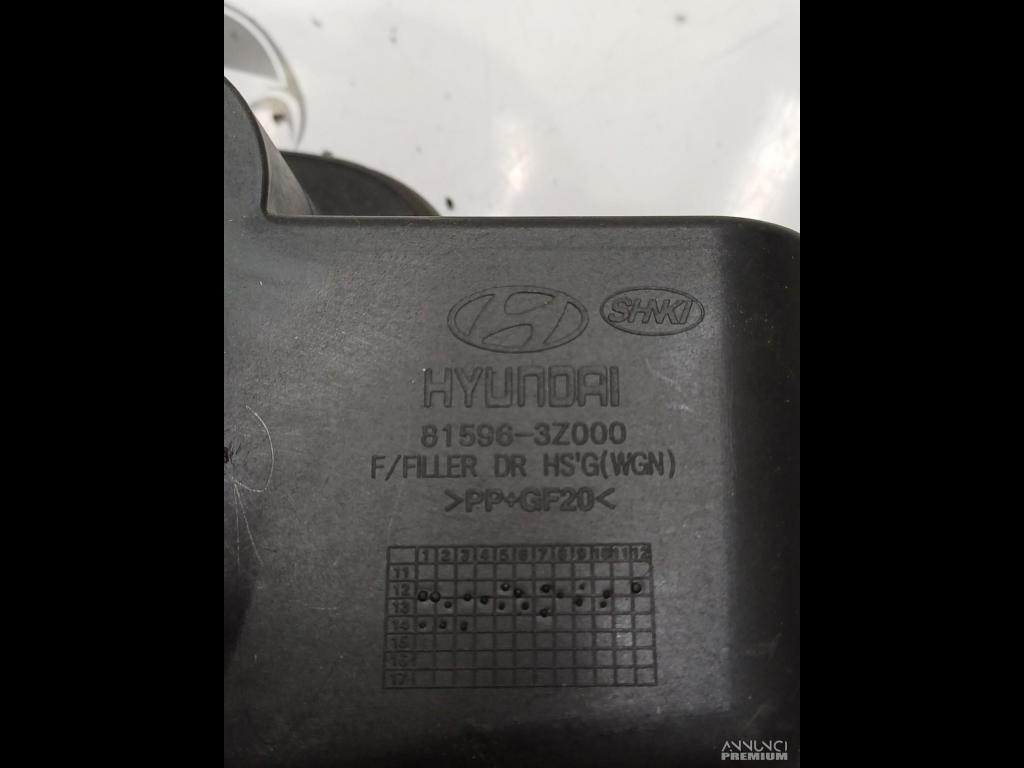 SHNKI
HYUNDAI
81596-3Z000
F/FILLER DR HS'G(WGN)
>PP+GF20<
1 2 3 4 5 6 7 8 9 10 11 12
11
12
13
14
15
16
17
ANNUNCI
PREMIUM